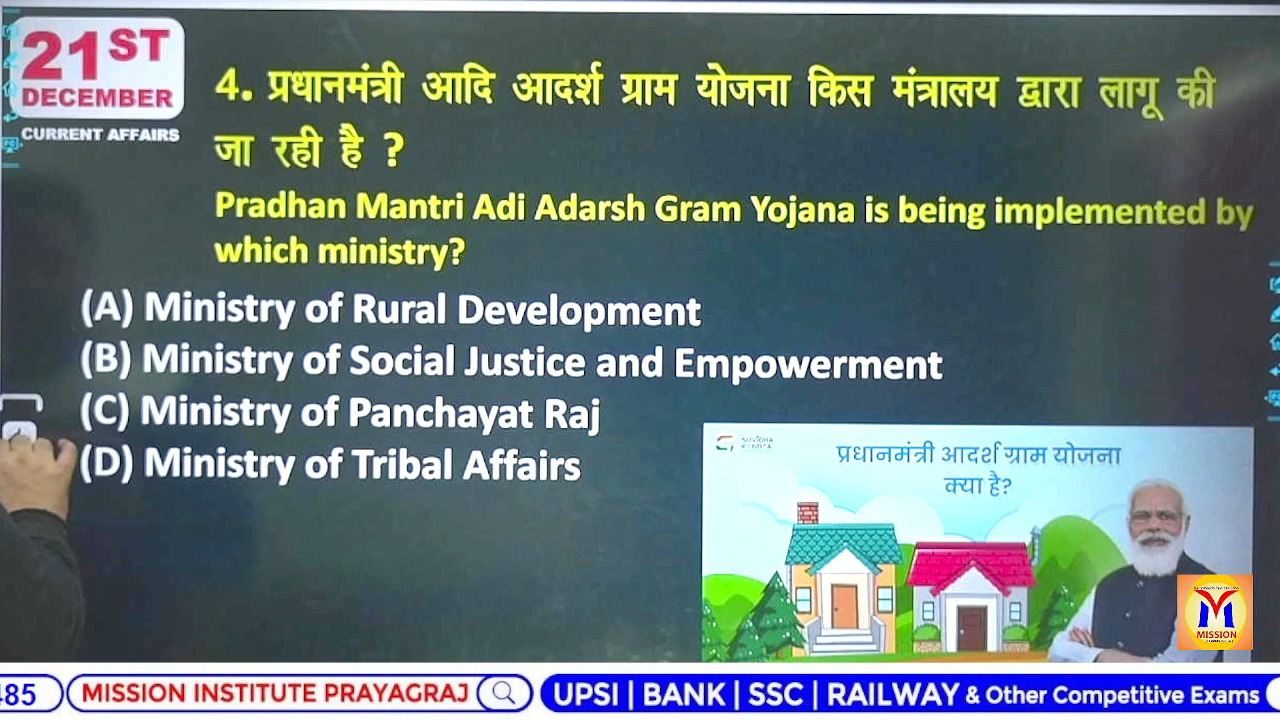 21ST
DECEMBER
CURRENT AFFAIRS
4. प्रधानमंत्री आदि आदर्श ग्राम योजना किस मंत्रालय द्वारा लागू की
जा रही है ?
Pradhan Mantri Adi Adarsh Gram Yojana is being implemented by
which ministry?
(A) Ministry of Rural Development
(B) Ministry of Social Justice and Empowerment
(C) Ministry of Panchayat Raj
(D) Ministry of Tribal Affairs
SUVIDHA
KENDRA
प्रधानमंत्री आदर्श ग्राम योजना
क्या है?
MISSION
485 MISSION INSTITUTE PRAYAGRAJ UPSI | BANK | SSC | RAILWAY & Other Competitive Exams